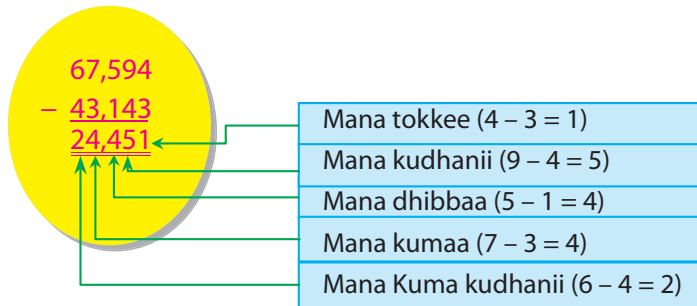 67,594
– 43,143
24,451
Mana tokkee (4 – 3 = 1)
Mana kudhanii (9 – 4 = 5)
Mana dhibbaa (5 – 1 = 4)
Mana kumaa (7 – 3 = 4)
Mana Kuma kudhanii (6 – 4 = 2)